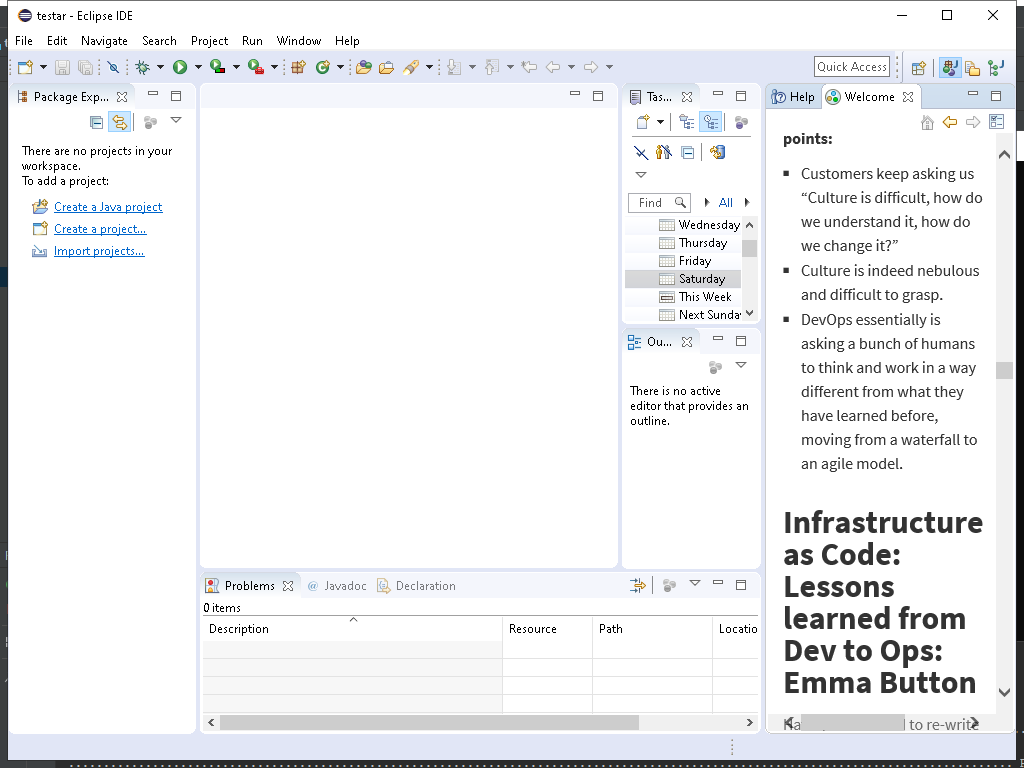 testar - Eclipse IDE
File Edit Navigate Search Project Run Window Help
Quick Access
Package Exp...
There are no projects in your
workspace.
To add a project:
Create a Java project
Create a project...
Import projects...
Tas...
Find
All
Wednesday
Thursday
Friday
Saturday
This Week
Next Sunda
Ou...
There is no active
editor that provides an
outline.
Help
Welcome
points:
Customers keep asking us
“Culture is difficult, how do
we understand it, how do
we change it?”
Culture is indeed nebulous
and difficult to grasp.
DevOps essentially is
asking a bunch of humans
to think and work in a way
different from what they
have learned before,
moving from a waterfall to
an agile model.
Infrastructure
as Code:
Lessons
learned from
Dev to Ops:
Emma Button
to re-write
Problems
@ Javadoc
Declaration
0 items
Description Resource Path Locatio